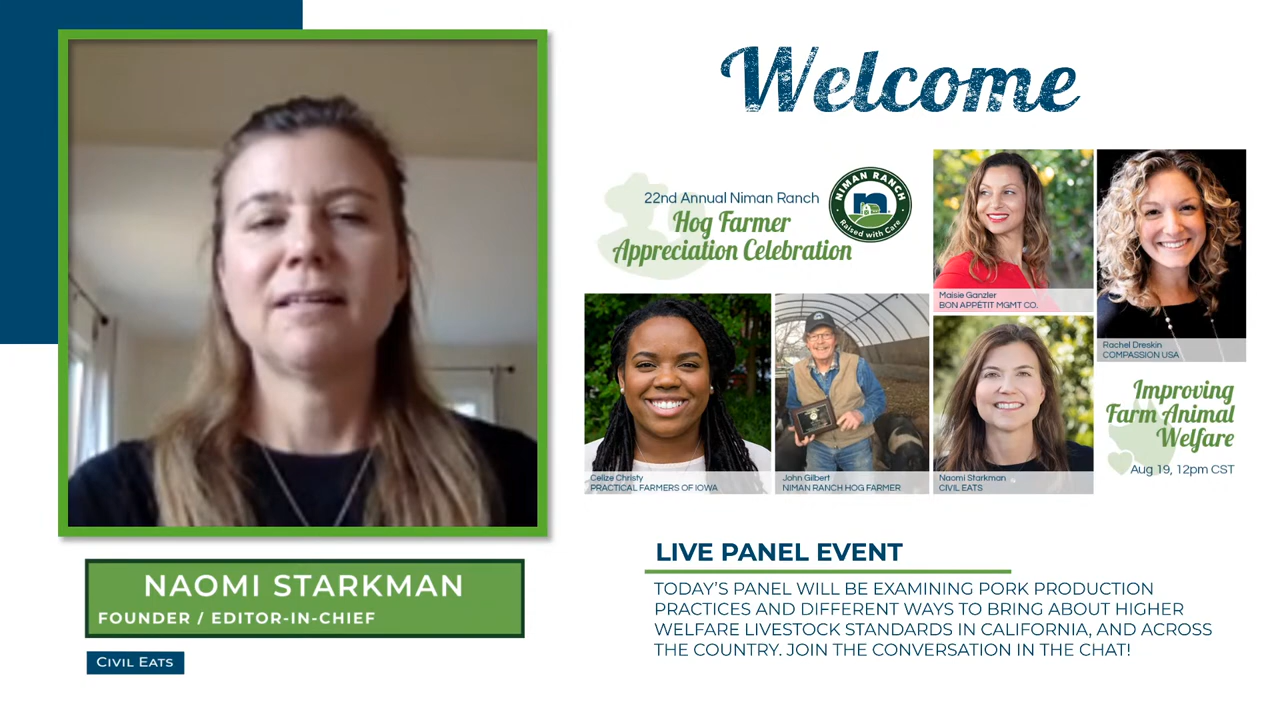 Welcome
22nd Annual Niman Ranch
Hog Farmer
Appreciation Celebration
NIMAN RANCH
n
Raised with Care
Maisie Ganzler
BON APPÉTIT MGMT CO.
Rachel Dreskin
COMPASSION USA
Celize Christy
PRACTICAL FARMERS OF IOWA
John Gilbert
NIMAN RANCH HOG FARMER
Naomi Starkman
CIVIL EATS
Improving
Farm Animal
Welfare
Aug 19, 12pm CST
NAOMI STARKMAN
FOUNDER / EDITOR-IN-CHIEF
CIVIL EATS
LIVE PANEL EVENT
TODAY'S PANEL WILL BE EXAMINING PORK PRODUCTION
PRACTICES AND DIFFERENT WAYS TO BRING ABOUT HIGHER
WELFARE LIVESTOCK STANDARDS IN CALIFORNIA, AND ACROSS
THE COUNTRY. JOIN THE CONVERSATION IN THE CHAT!